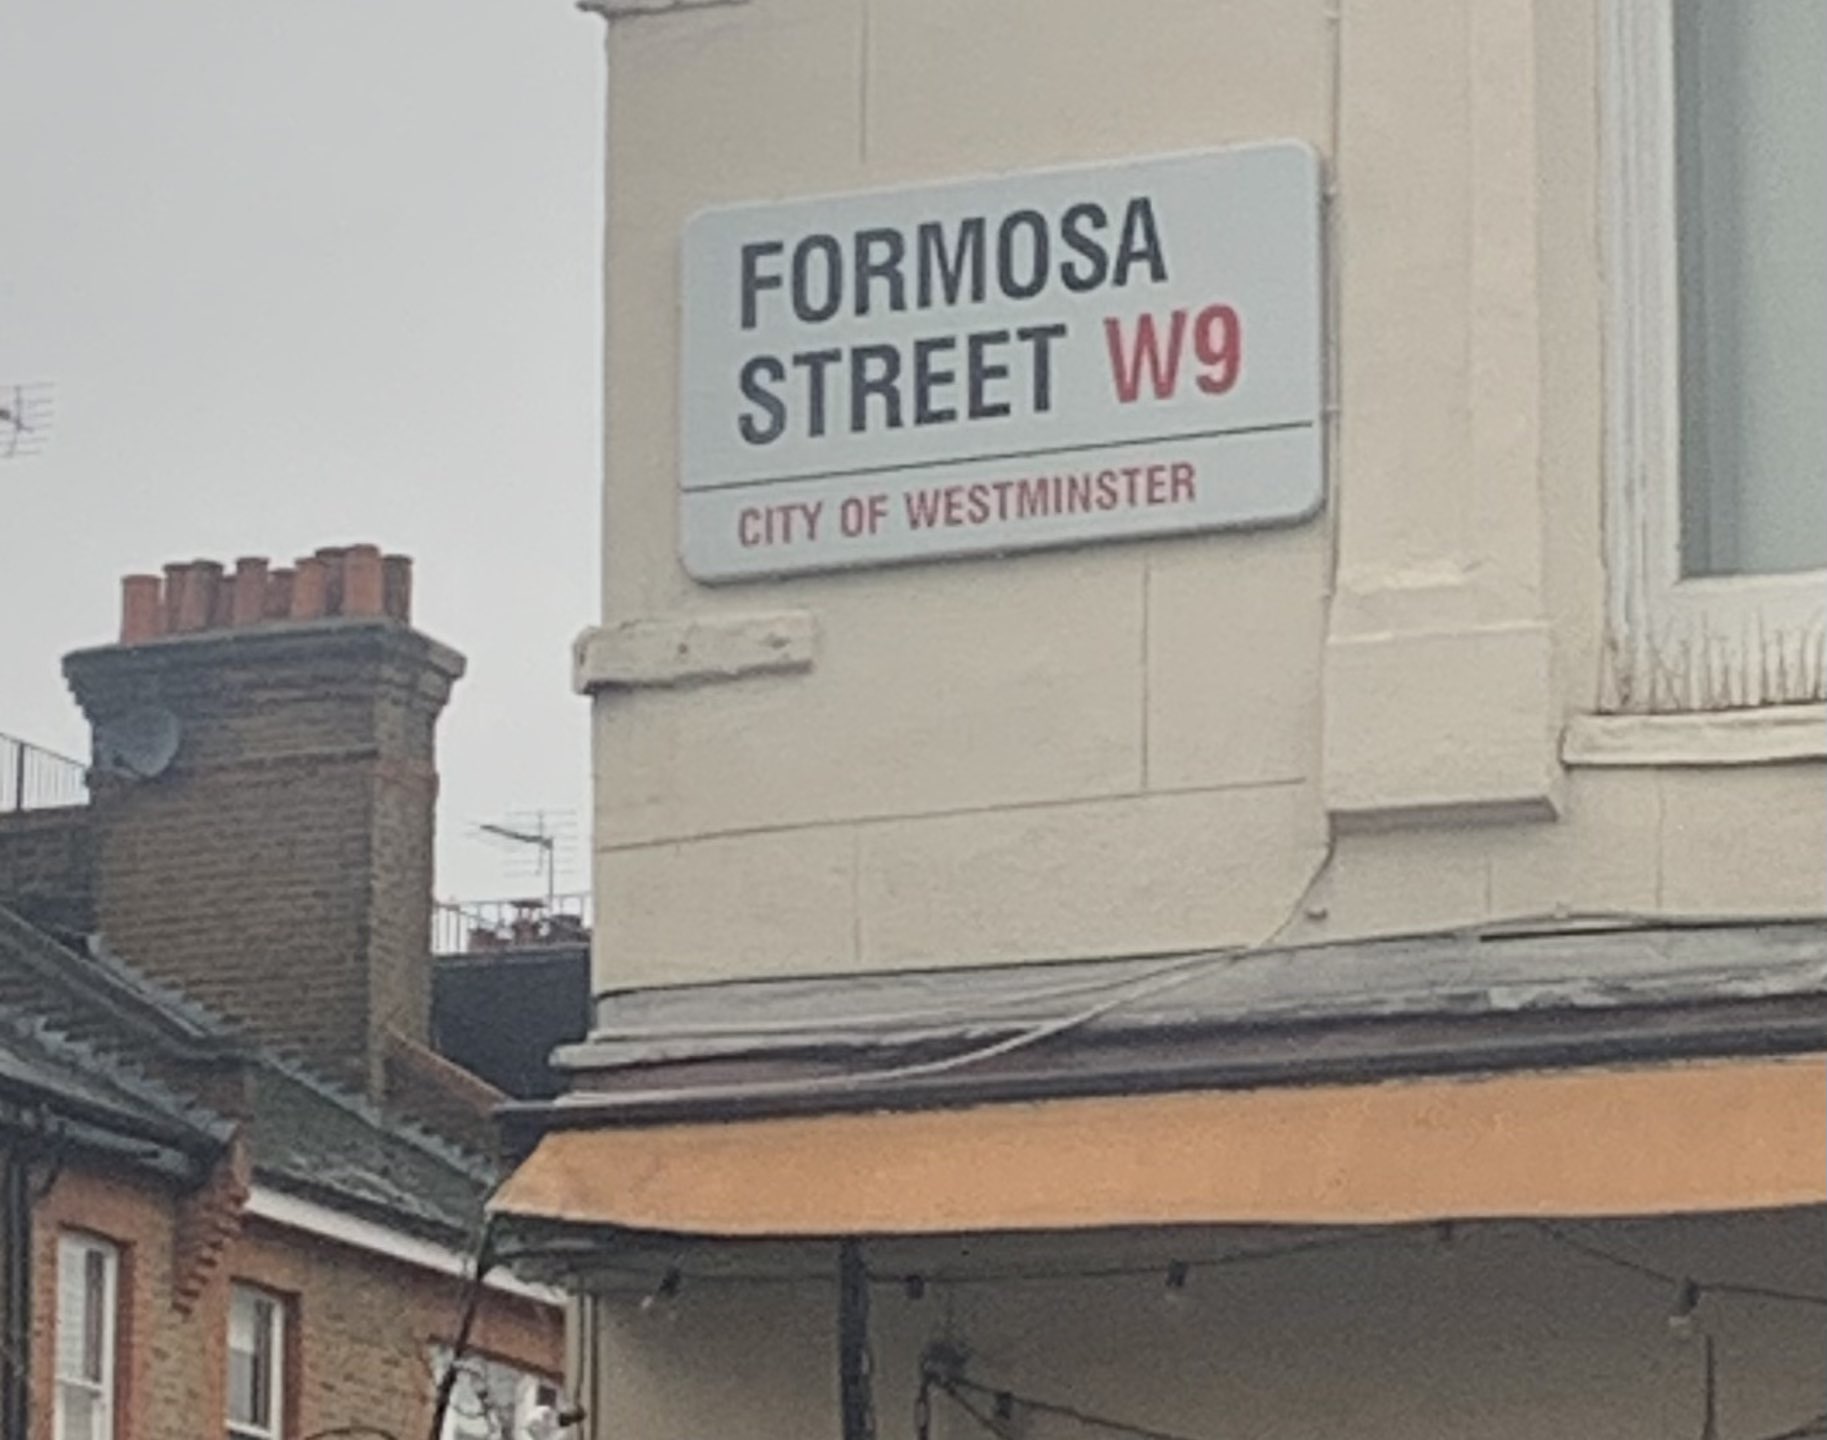 FORMOSA
STREET W9
CITY OF WESTMINSTER